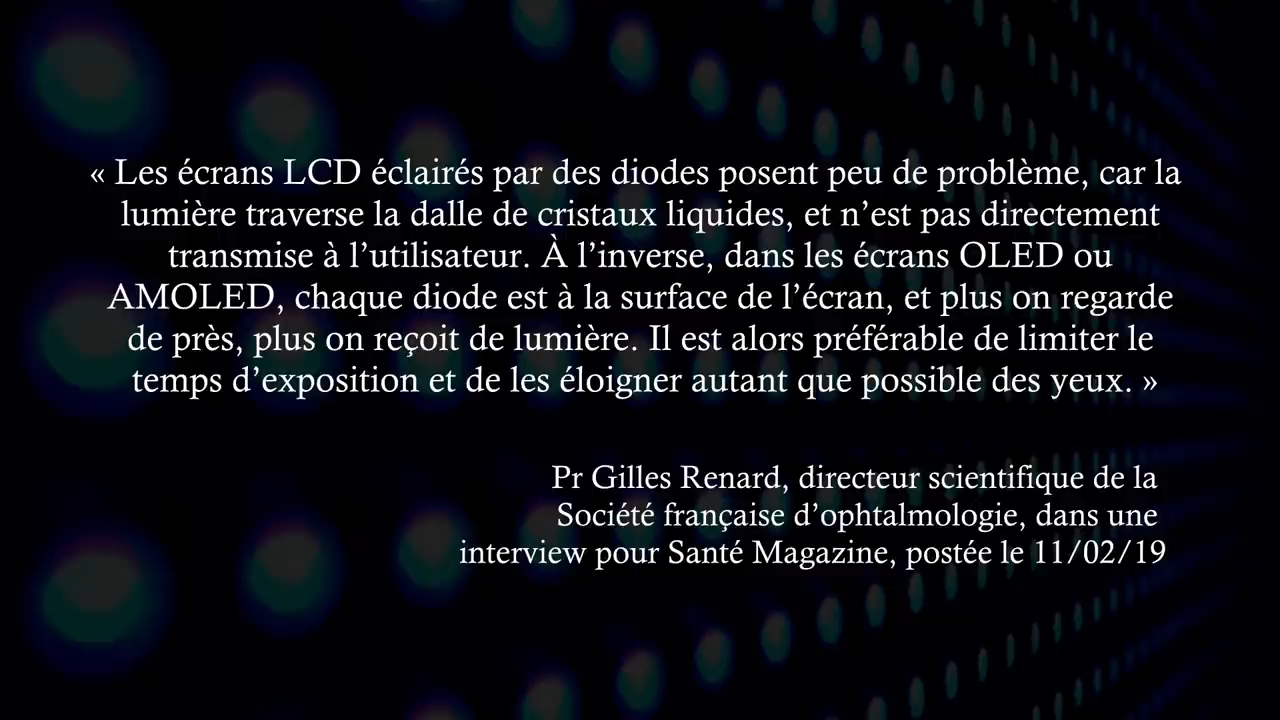 « Les écrans LCD éclairés par des diodes posent peu de problème, car la
lumière traverse la dalle de cristaux liquides, et n’est pas directement
transmise à l’utilisateur. À l’inverse, dans les écrans OLED ou
AMOLED, chaque diode est à la surface de l’écran, et plus on regarde
de près, plus on reçoit de lumière. Il est alors préférable de limiter le
temps d’exposition et de les éloigner autant que possible des yeux. »
Pr Gilles Renard, directeur scientifique de la
Société française d’ophtalmologie, dans une
interview pour Santé Magazine, postée le 11/02/19